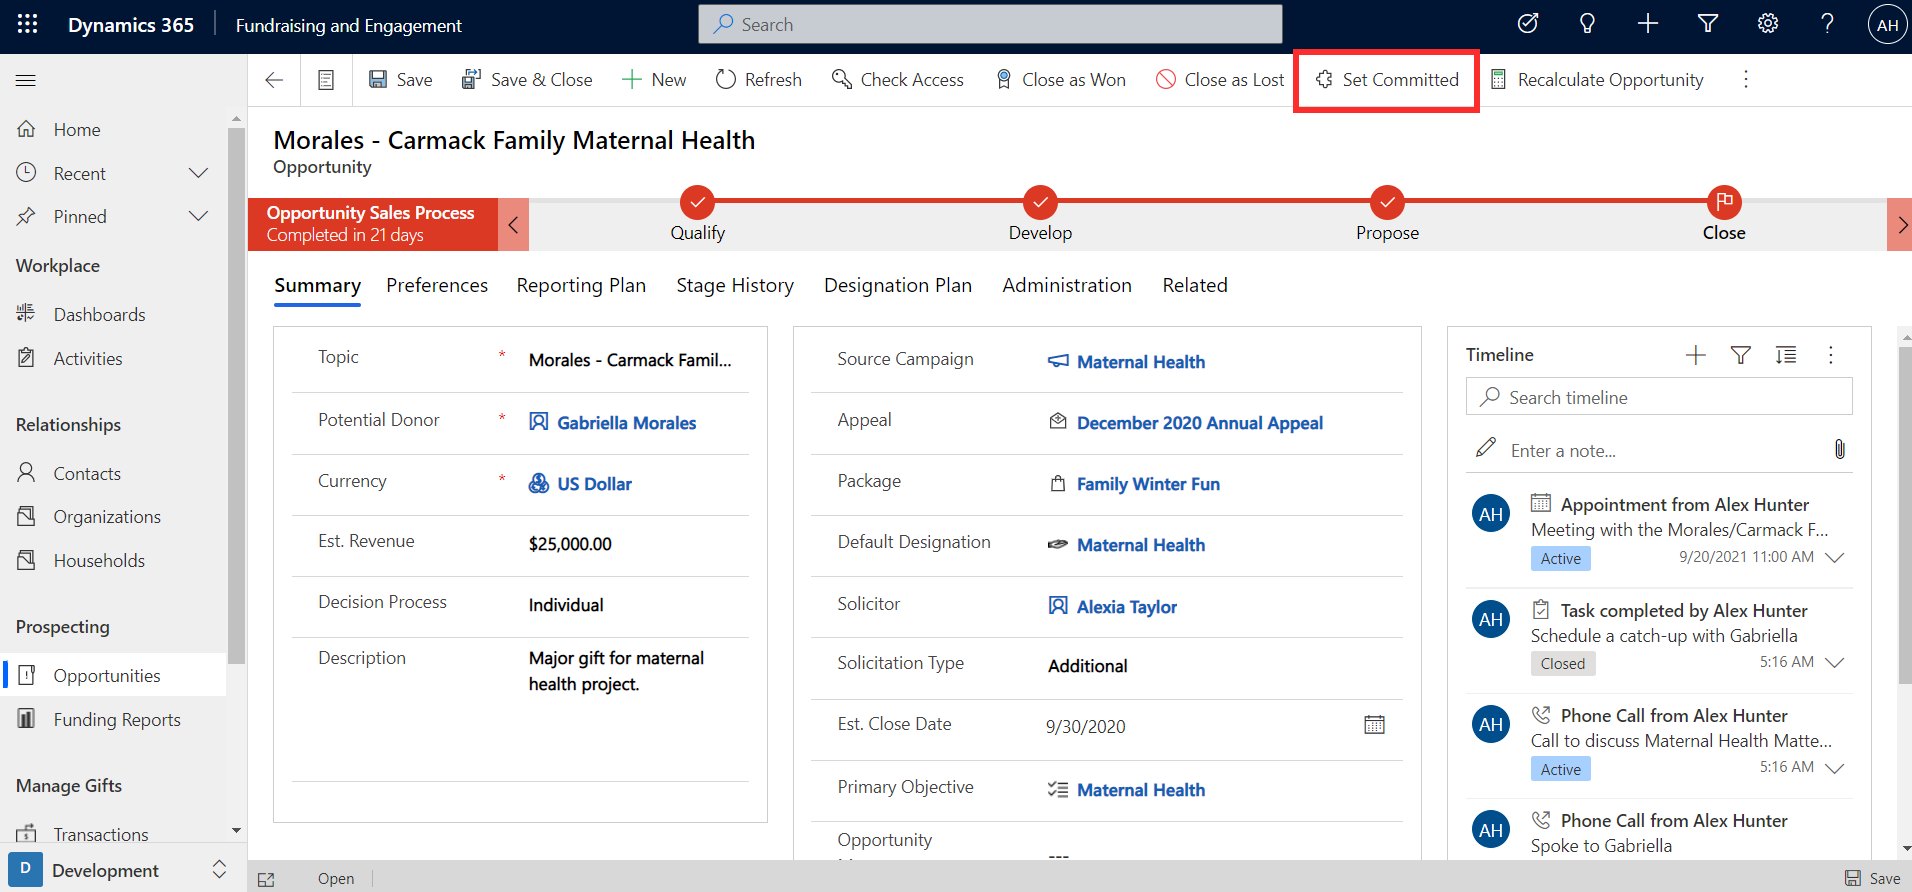 Dynamics 365
Fundraising and Engagement
Search
AH
Save
Save & Close
New
Refresh
Check Access
Close as Won
Close as Lost
Set Committed
Recalculate Opportunity
Home
Recent
Pinned
Workplace
Dashboards
Activities
Relationships
Contacts
Organizations
Households
Prospecting
Opportunities
Funding Reports
Manage Gifts
Transactions
D
Development
Morales - Carmack Family Maternal Health
Opportunity
Opportunity Sales Process
Completed in 21 days
Qualify
Develop
Propose
Close
Summary
Preferences
Reporting Plan
Stage History
Designation Plan
Administration
Related
Topic * Morales - Carmack Famil...
Potential Donor * Gabriella Morales
Currency * US Dollar
Est. Revenue $25,000.00
Decision Process Individual
Description Major gift for maternal
health project.
Source Campaign Maternal Health
Appeal December 2020 Annual Appeal
Package Family Winter Fun
Default Designation Maternal Health
Solicitor Alexia Taylor
Solicitation Type Additional
Est. Close Date 9/30/2020
Primary Objective Maternal Health
Opportunity
---
Timeline
Search timeline
Enter a note...
AH
Appointment from Alex Hunter
Meeting with the Morales/Carmack F...
Active 9/20/2021 11:00 AM
AH
Task completed by Alex Hunter
Schedule a catch-up with Gabriella
Closed 5:16 AM
AH
Phone Call from Alex Hunter
Call to discuss Maternal Health Matte...
Active 5:16 AM
AH
Phone Call from Alex Hunter
Spoke to Gabriella
Open
Save